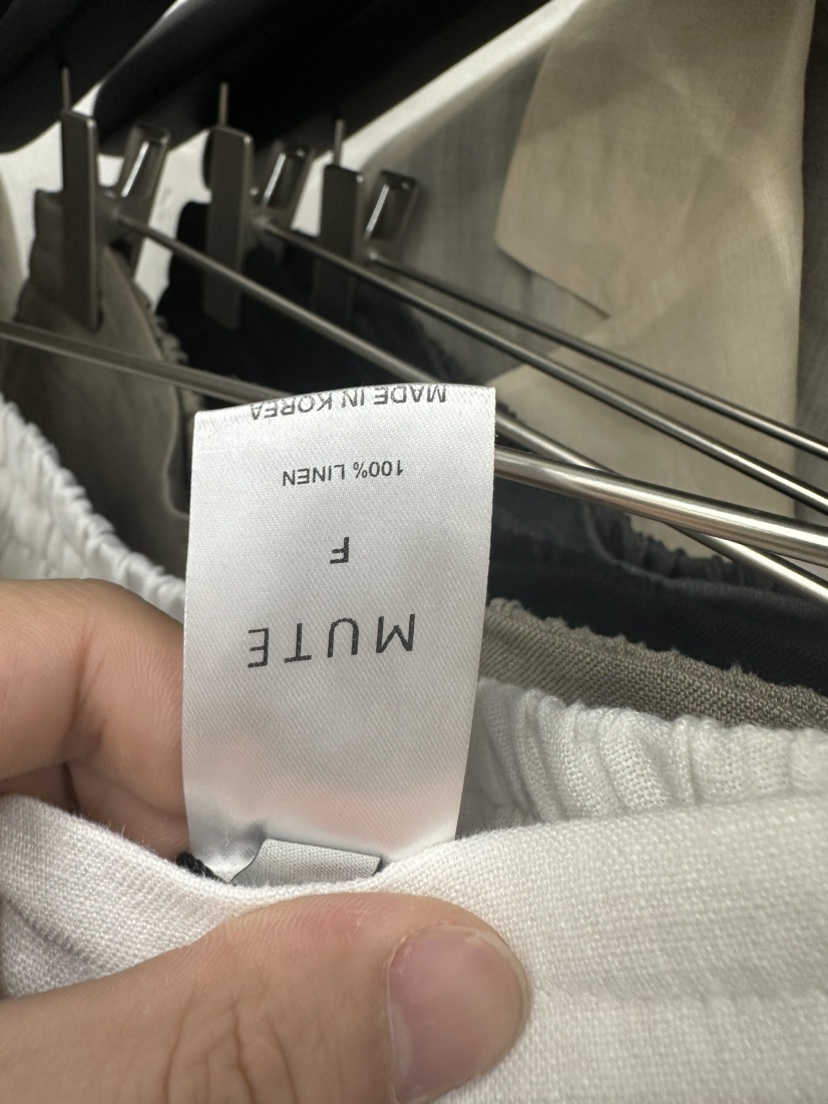 MUTE
F
100% LINEN
MADE IN KOREA